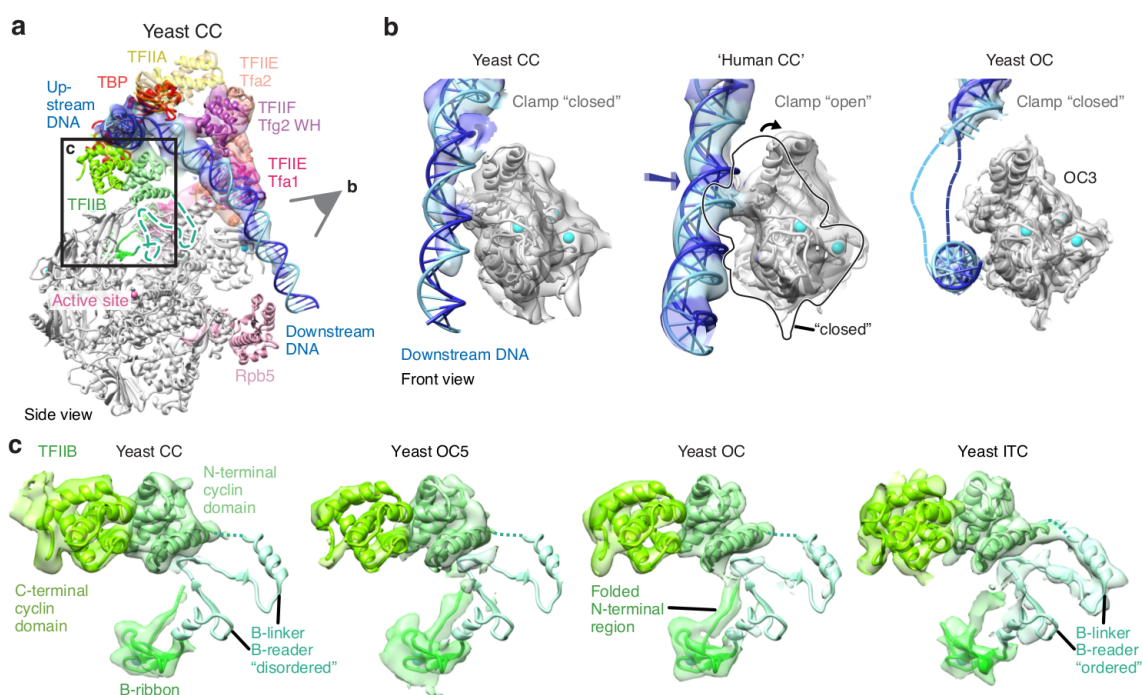 a
Yeast CC
TFIIA
TFIIE
Tfa2
TBP
Up-
stream
DNA
TFIIF
Tfg2 WH
c
TFIIE
Tfa1
b
TFIIB
Active site
Downstream
DNA
Rpb5
Side view
b
Yeast CC
‘Human CC’
Yeast OC
Clamp “closed”
Clamp “open”
Clamp “closed”
OC3
“closed”
Downstream DNA
Front view
c
TFIIB
Yeast CC
Yeast OC5
Yeast OC
Yeast ITC
N-terminal
cyclin
domain
C-terminal
cyclin
domain
B-linker
B-reader
“disordered”
B-ribbon
Folded
N-terminal
region
B-linker
B-reader
“ordered”